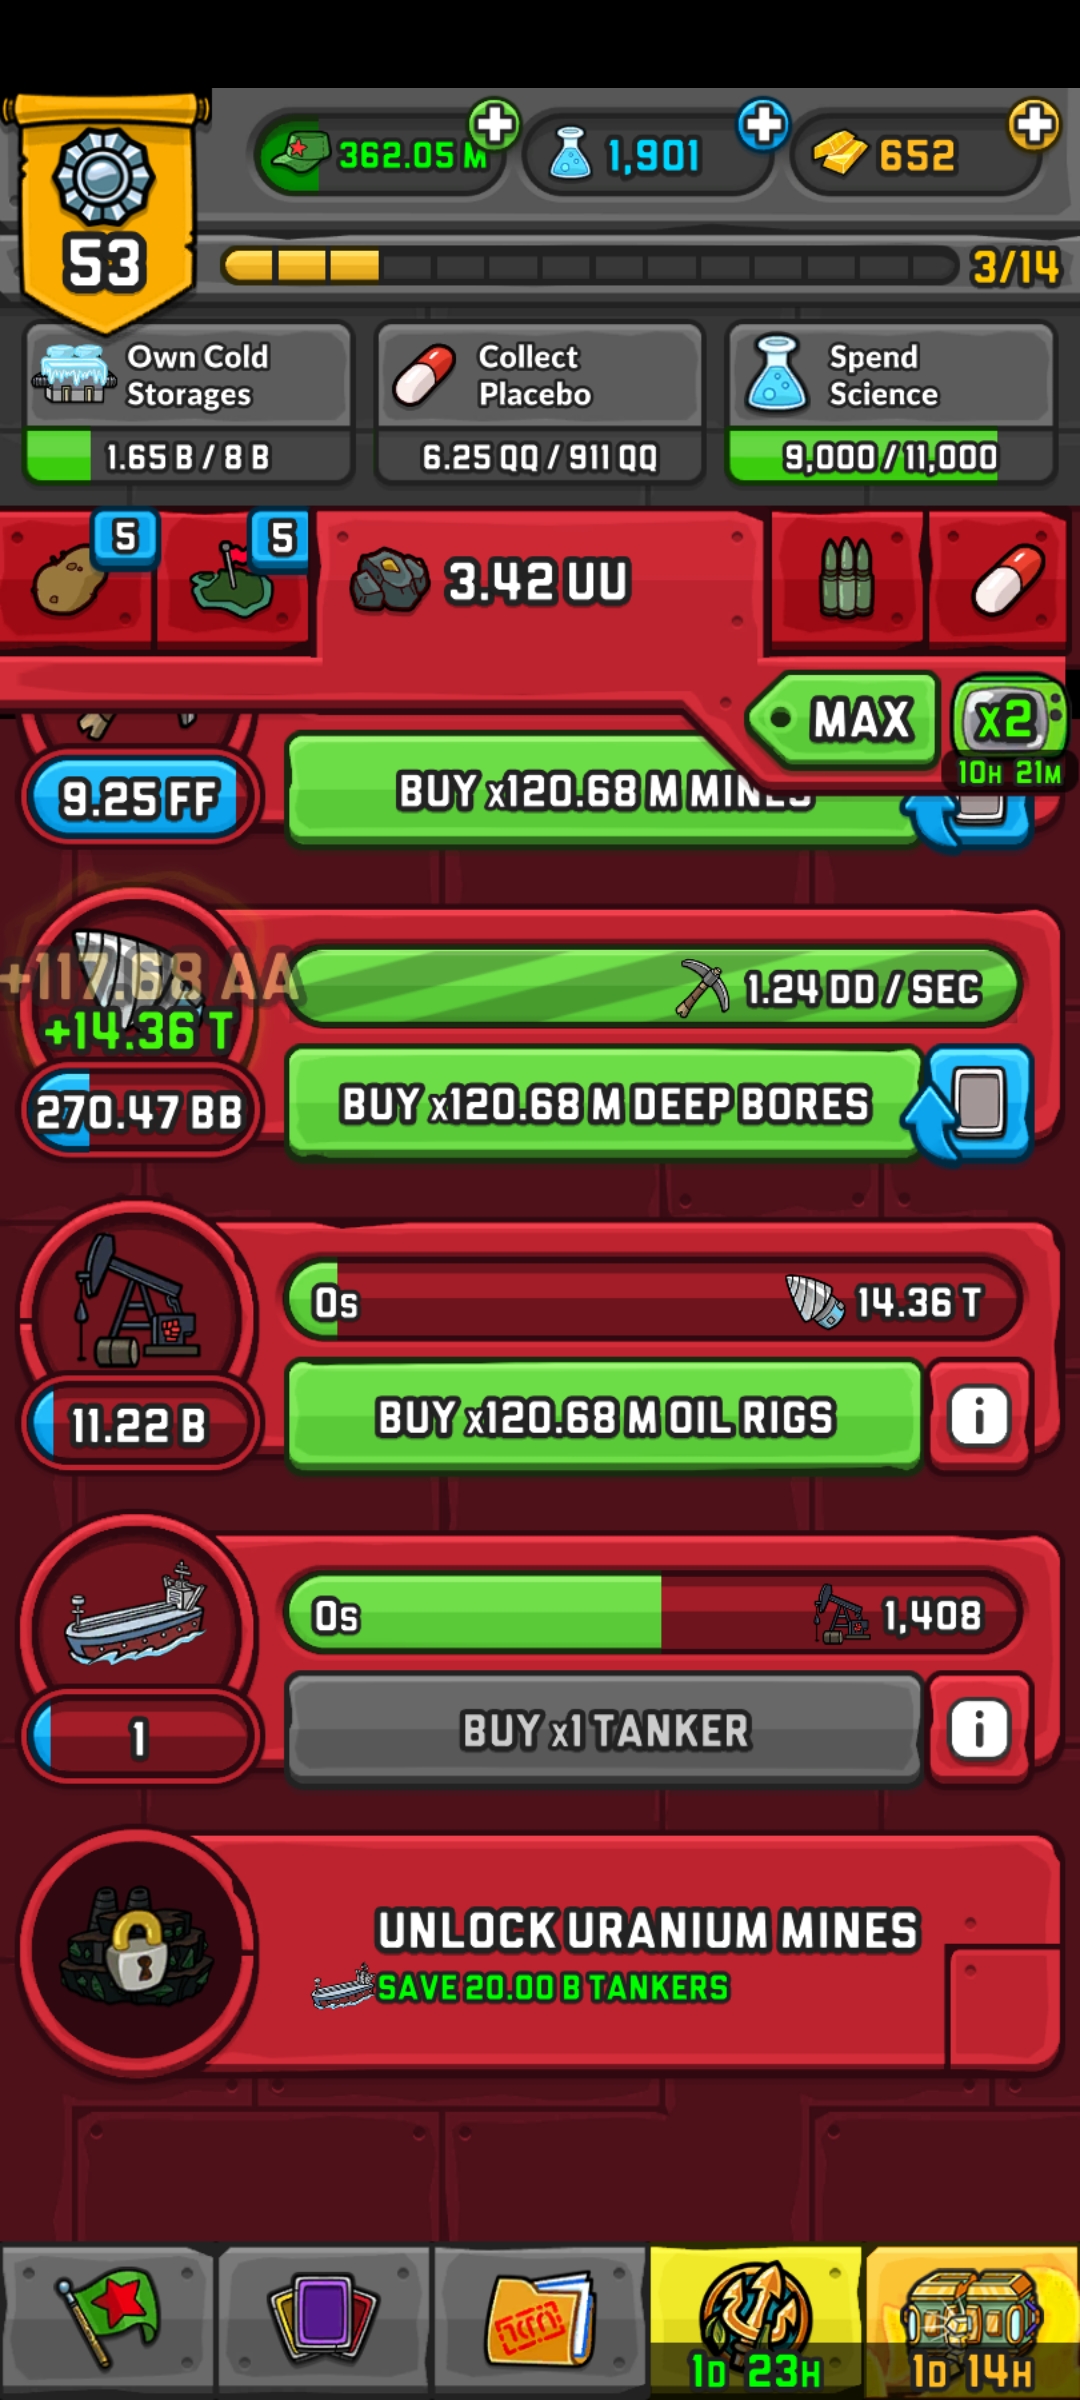 53
362.05 M
1,901
652
3/14
Own Cold
Storages
1.65 B / 8 B
Collect
Placebo
6.25 QQ / 911 QQ
Spend
Science
9,000 / 11,000
5
5
3.42 UU
MAX
x2
10H 21M
9.25 FF
BUY x120.68 M MINES
+117.68 AA
+14.36 T
1.24 DD / SEC
270.47 BB
BUY x120.68 M DEEP BORES
0s
14.36 T
11.22 B
BUY x120.68 M OIL RIGS
i
0s
1,408
1
BUY x1 TANKER
i
UNLOCK URANIUM MINES
SAVE 20.00 B TANKERS
1D 23H
1D 14H